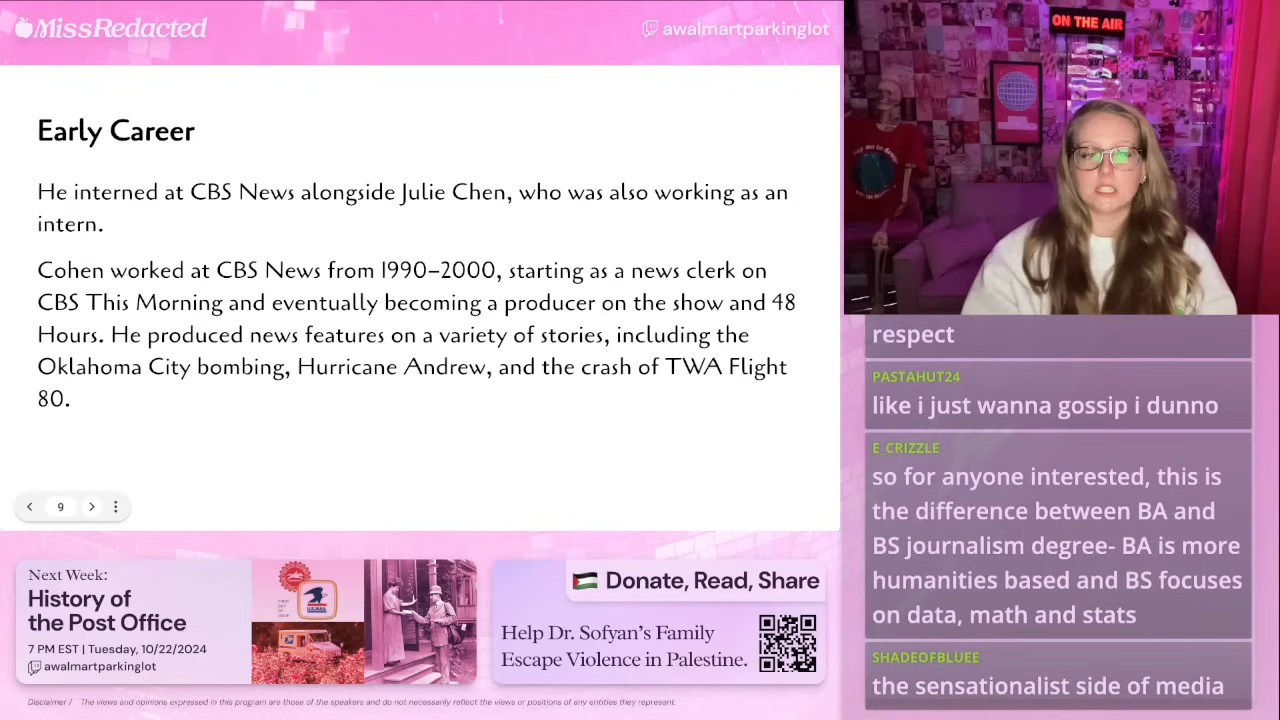 MissRedacted
awalmartparkinglot
ON THE AIR
Early Career
He interned at CBS News alongside Julie Chen, who was also working as an
intern.
Cohen worked at CBS News from 1990–2000, starting as a news clerk on
CBS This Morning and eventually becoming a producer on the show and 48
Hours. He produced news features on a variety of stories, including the
Oklahoma City bombing, Hurricane Andrew, and the crash of TWA Flight
80.
9
respect
PASTAHUT24
like i just wanna gossip i dunno
E_CRIZZLE
so for anyone interested, this is
the difference between BA and
BS journalism degree- BA is more
humanities based and BS focuses
on data, math and stats
SHADEOFBLUEE
the sensationalist side of media
Next Week:
History of
the Post Office
7 PM EST | Tuesday, 10/22/2024
awalmartparkinglot
U.S. MAIL
Donate, Read, Share
Help Dr. Sofyan's Family
Escape Violence in Palestine.
Disclaimer / The views and opinions expressed in this program are those of the speakers and do not necessarily reflect the views or positions of any entities they represent.